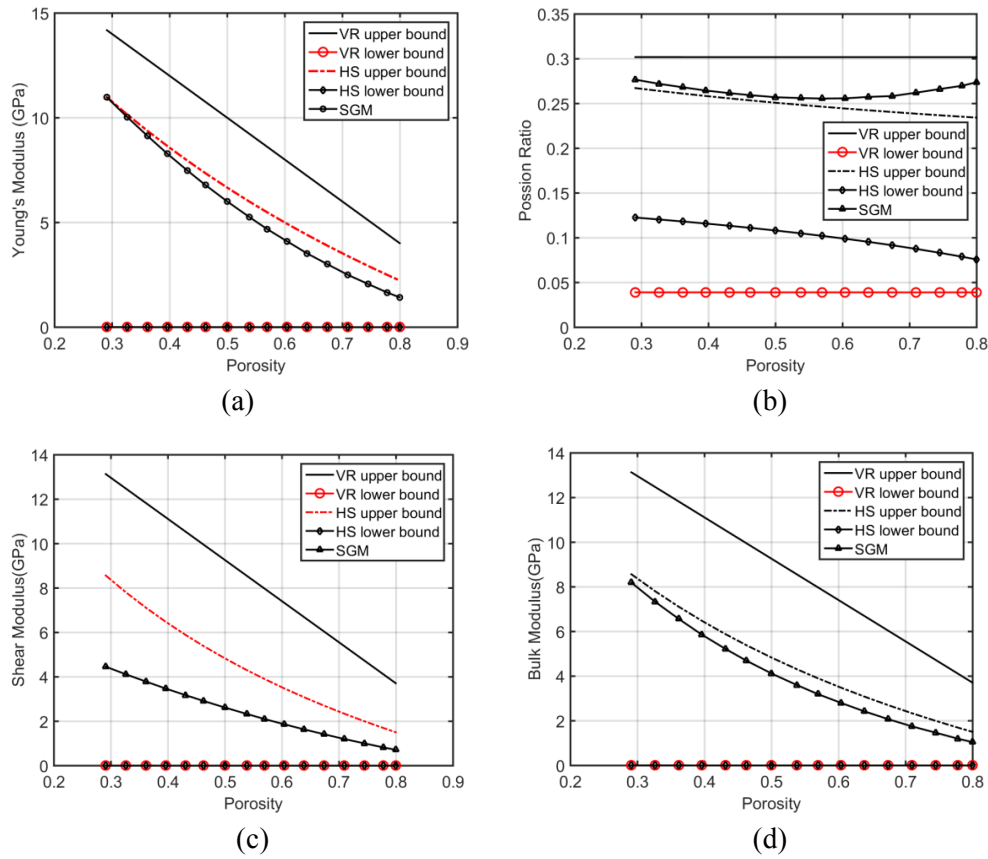 15
10
5
0
Young's Modulus (GPa)
VR upper bound
VR lower bound
HS upper bound
HS lower bound
SGM
0.2 0.3 0.4 0.5 0.6 0.7 0.8 0.9
Porosity
(a)
0.35
0.3
0.25
0.2
0.15
0.1
0.05
0
Possion Ratio
VR upper bound
VR lower bound
HS upper bound
HS lower bound
SGM
0.2 0.3 0.4 0.5 0.6 0.7 0.8
Porosity
(b)
14
12
10
8
6
4
2
0
Shear Modulus(GPa)
VR upper bound
VR lower bound
HS upper bound
HS lower bound
SGM
0.2 0.3 0.4 0.5 0.6 0.7 0.8 0.9
Porosity
(c)
14
12
10
8
6
4
2
0
Bulk Modulus(GPa)
VR upper bound
VR lower bound
HS upper bound
HS lower bound
SGM
0.2 0.3 0.4 0.5 0.6 0.7 0.8
Porosity
(d)